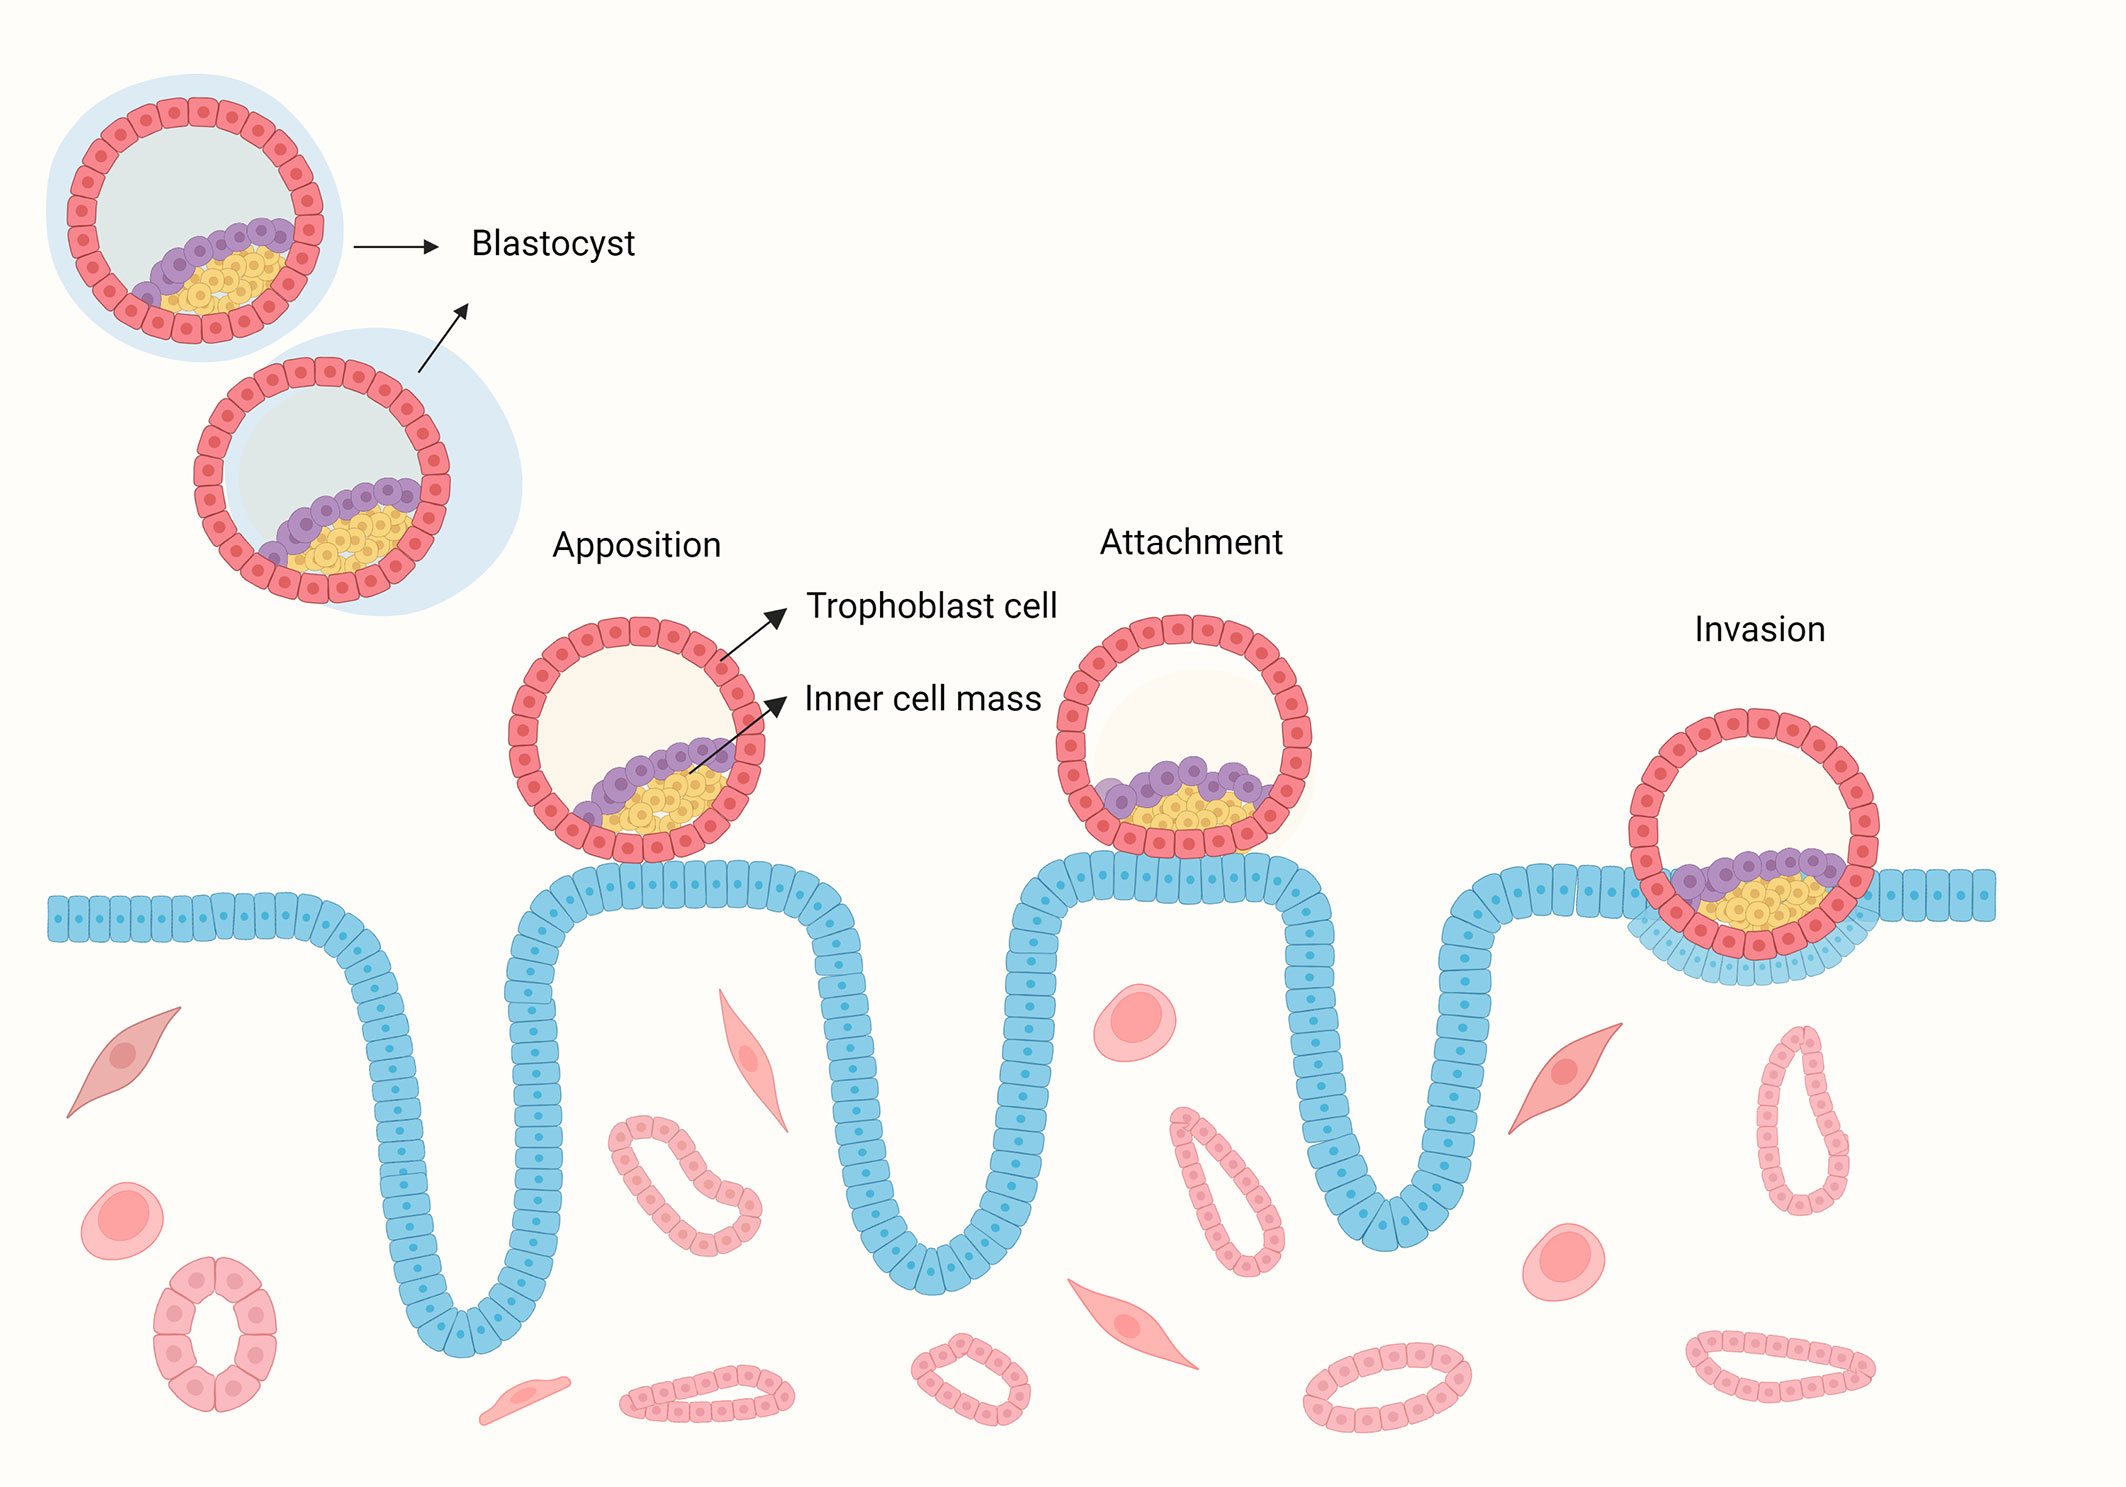 Blastocyst
Apposition
Attachment
Trophoblast cell
Invasion
Inner cell mass